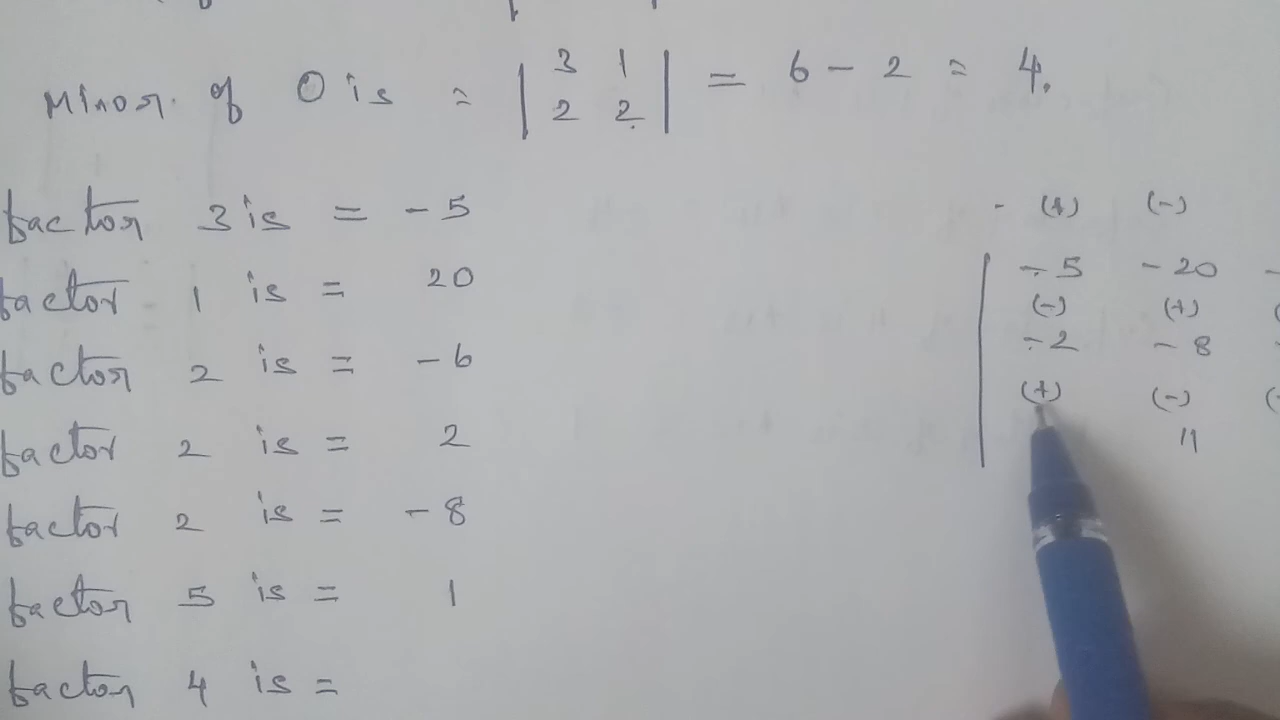 Minor of 0 is = | 3 1 | = 6 - 2 = 4.
| 2 2 |
factor 3 is = - 5
factor 1 is = 20
factor 2 is = - 6
factor 2 is = 2
factor 2 is = - 8
factor 5 is = 1
factor 4 is =
- (+) (-)
- 5 - 20 -
(-) (+) (
- 2 - 8
(+) (-) (
11